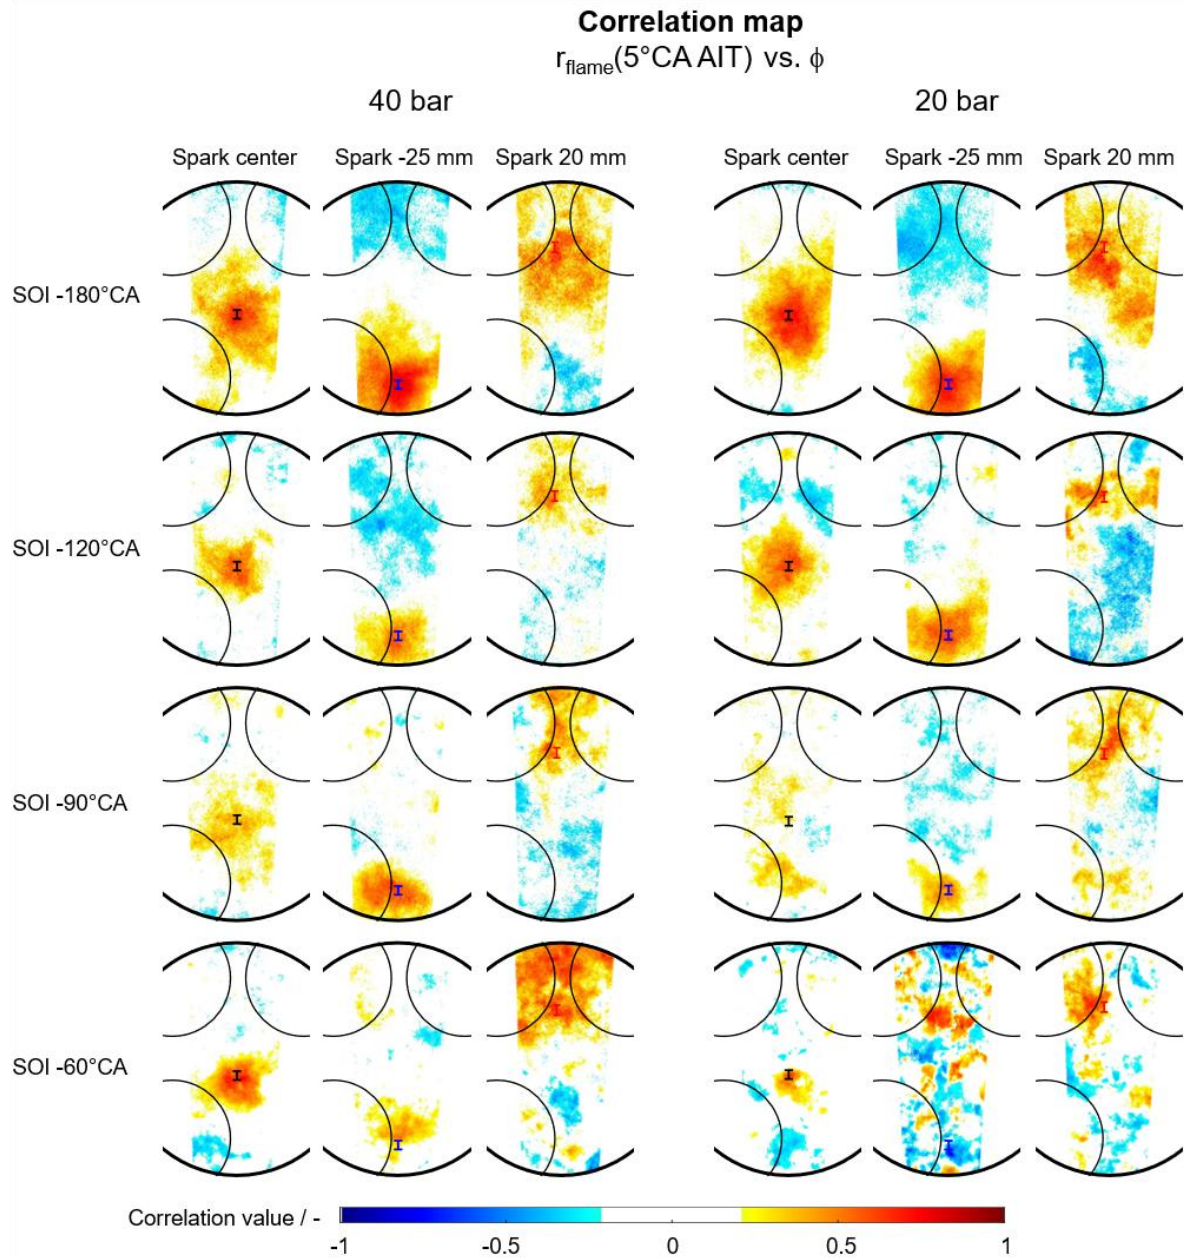 Correlation map
r_flame(5°CA AIT) vs. ϕ
40 bar 20 bar
Spark center Spark -25 mm Spark 20 mm Spark center Spark -25 mm Spark 20 mm
SOI -180°CA
SOI -120°CA
SOI -90°CA
SOI -60°CA
Correlation value / -
-1 -0.5 0 0.5 1